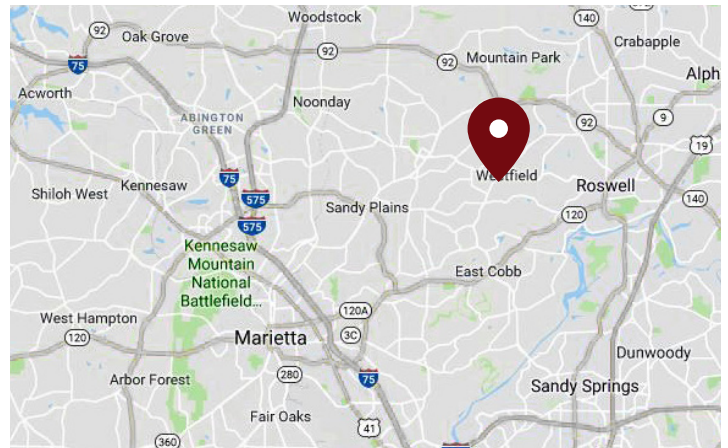 Woodstock
140
92
Oak Grove
Crabapple
92
Mountain Park
75
Alph
Acworth
Noonday
ABINGTON
GREEN
9
92
19
Shiloh West
Kennesaw
75
575
Roswell
140
Sandy Plains
120
575
Kennesaw
Mountain
National
Battlefield...
East Cobb
West Hampton
120A
120
Marietta
3C
Dunwoody
280
75
Arbor Forest
Sandy Springs
Fair Oaks
41
360